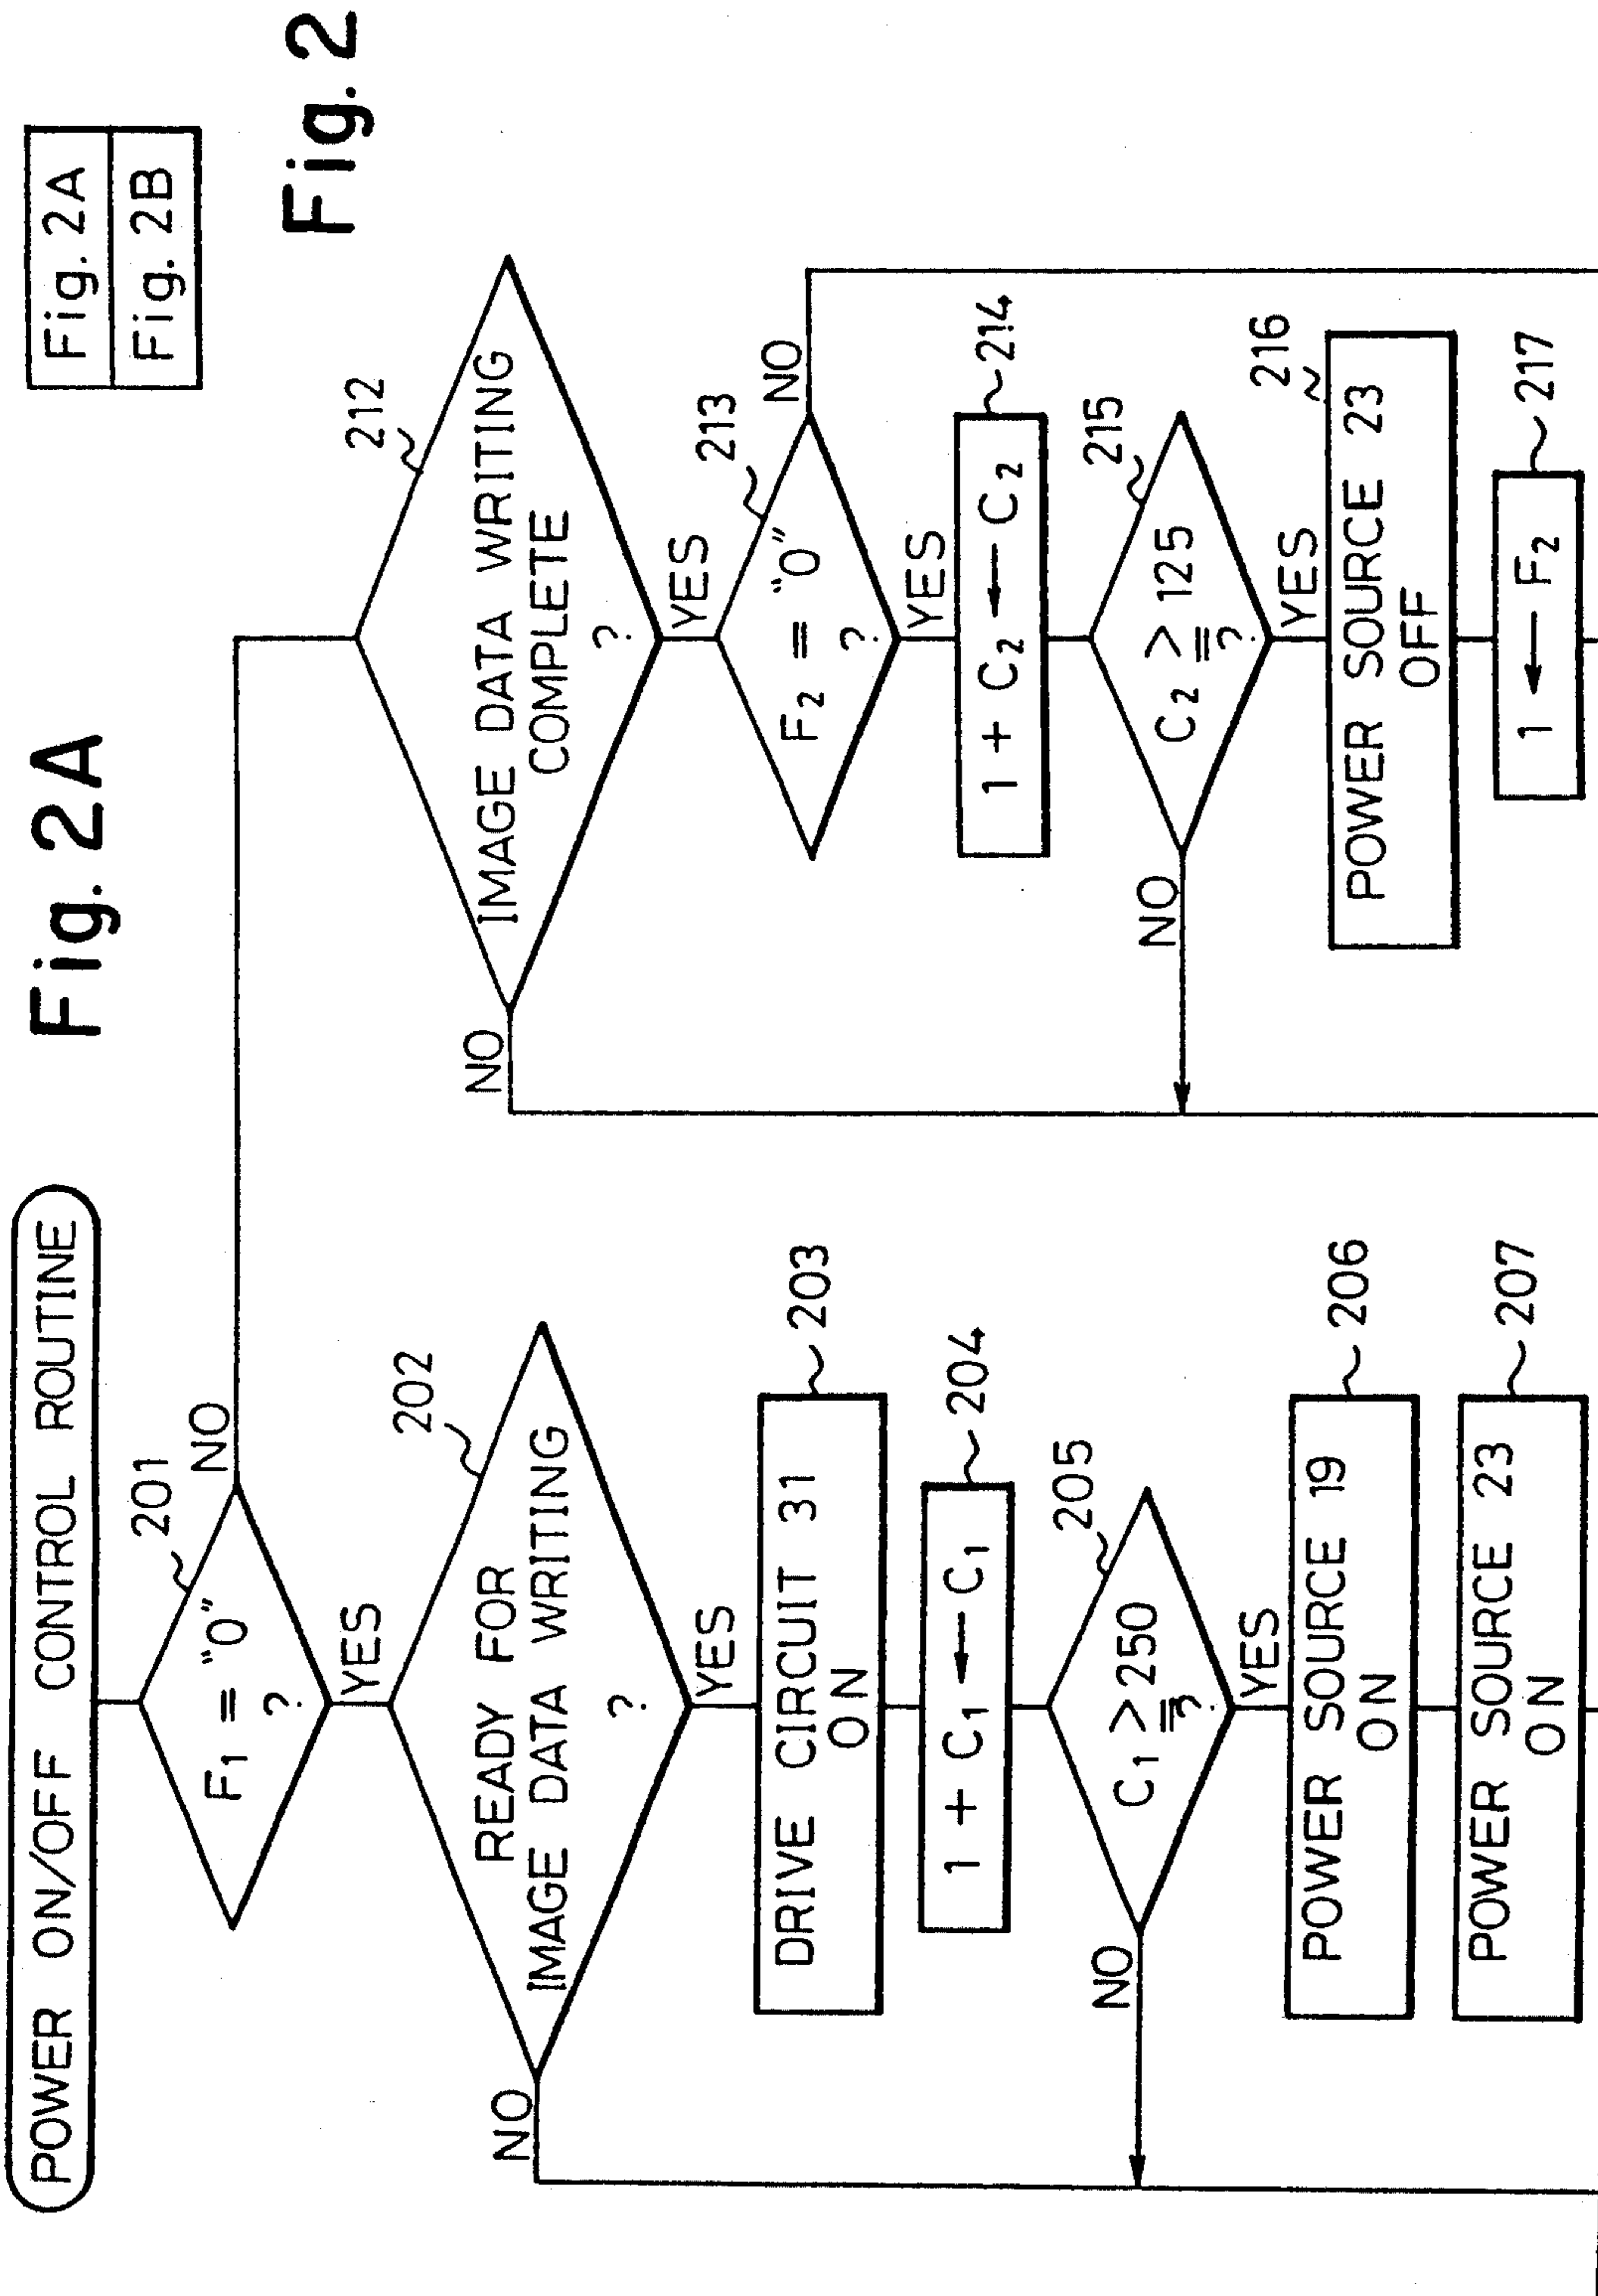 Fig. 2A
Fig. 2A
Fig. 2B
Fig. 2
POWER ON/OFF CONTROL ROUTINE
201
F₁ = "0"
?
NO
YES
202
READY FOR
IMAGE DATA WRITING
?
NO
YES
203
DRIVE CIRCUIT 31
ON
204
1 + C₁ ← C₁
205
C₁ ≧ 250
?
NO
YES
206
POWER SOURCE 19
ON
207
POWER SOURCE 23
ON
212
IMAGE DATA WRITING
COMPLETE
?
NO
YES
213
F₂ = "0"
?
NO
YES
214
1 + C₂ ← C₂
215
C₂ ≧ 125
?
NO
YES
216
POWER SOURCE 23
OFF
217
1 ← F₂